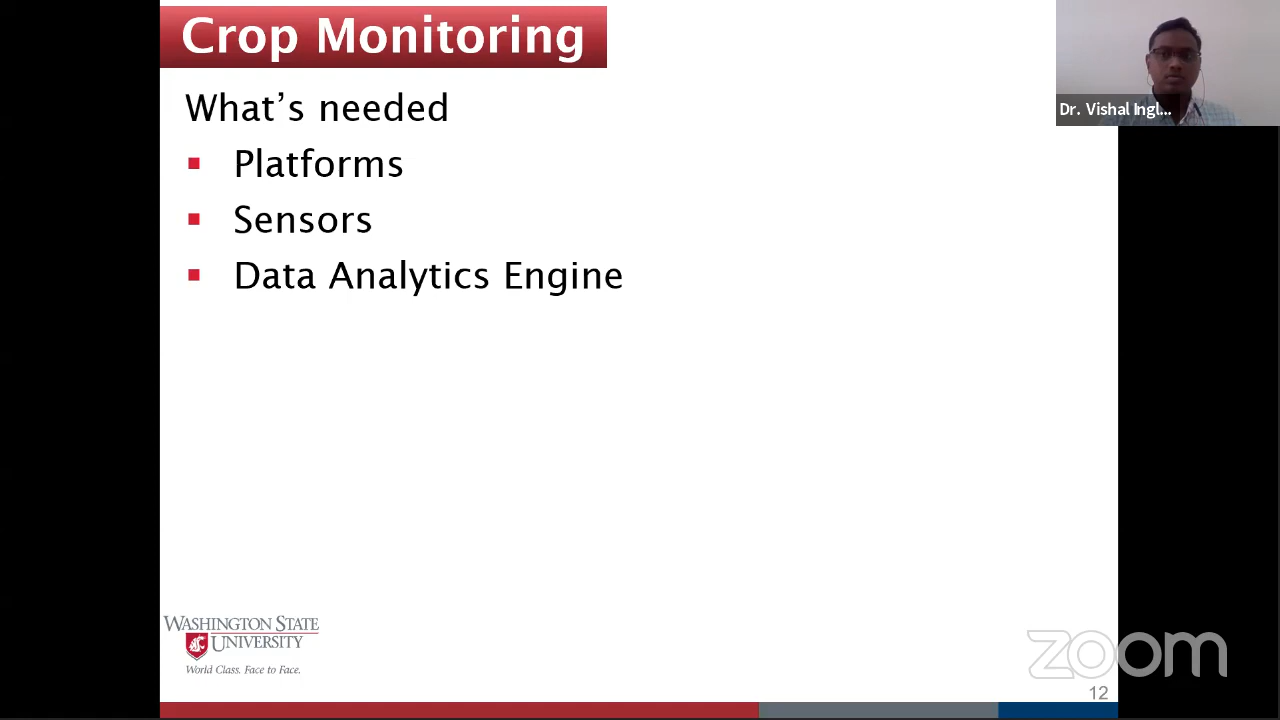 Crop Monitoring
What's needed
Platforms
Sensors
Data Analytics Engine
Dr. Vishal Ingl...
WASHINGTON STATE
UNIVERSITY
World Class. Face to Face.
zoom
12